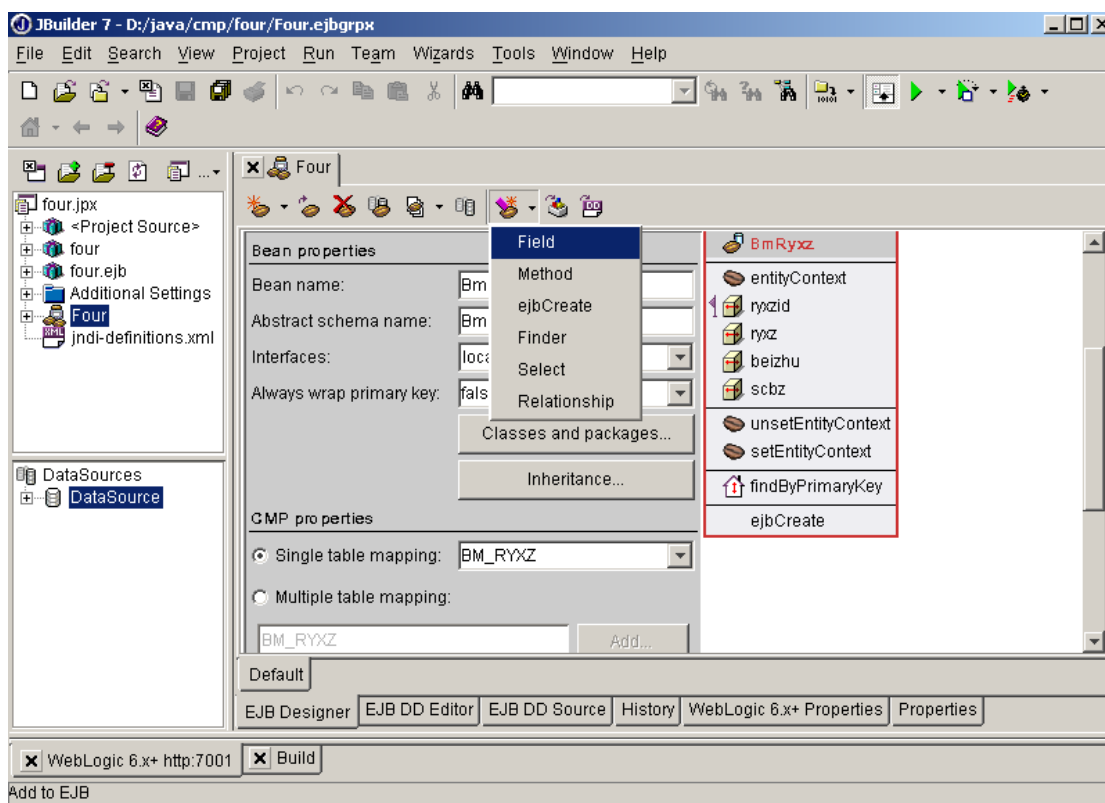 JBuilder 7 - D:/java/cmp/four/Four.ejbgrpx
File Edit Search View Project Run Team Wizards Tools Window Help
Four
four.jpx
<Project Source>
four
four.ejb
Additional Settings
Four
jndi-definitions.xml
DataSources
DataSource
Bean properties
Bean name: Bm
Abstract schema name: Bm
Interfaces: loca
Always wrap primary key: fals
Classes and packages...
Inheritance...
CMP properties
Single table mapping: BM_RYXZ
Multiple table mapping:
BM_RYXZ Add...
Field
Method
ejbCreate
Finder
Select
Relationship
BmRyxz
entityContext
ryxzid
ryxz
beizhu
scbz
unsetEntityContext
setEntityContext
findByPrimaryKey
ejbCreate
Default
EJB Designer EJB DD Editor EJB DD Source History WebLogic 6.x+ Properties Properties
WebLogic 6.x+ http:7001 Build
Add to EJB